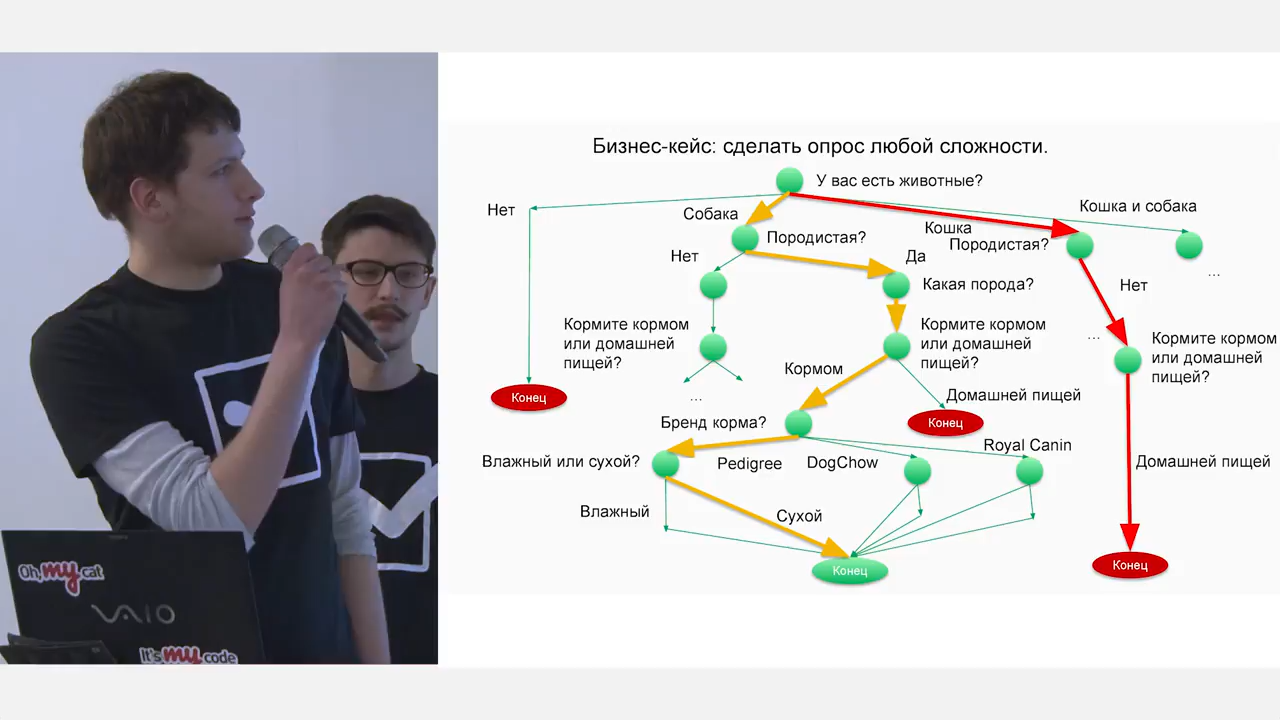 Бизнес-кейс: сделать опрос любой сложности.
У вас есть животные?
Нет
Собака
Кошка
Кошка и собака
Породистая?
Породистая?
Нет
Да
...
Какая порода?
Нет
Кормите кормом
или домашней
пищей?
Кормите кормом
или домашней
пищей?
...
Кормите кормом
или домашней
пищей?
Кормом
Домашней пищей
Конец
...
Конец
Бренд корма?
Royal Canin
Влажный или сухой?
Pedigree
DogChow
Домашней пищей
Влажный
Сухой
Конец
Конец
Oh, my cat
VAIO
It's my code